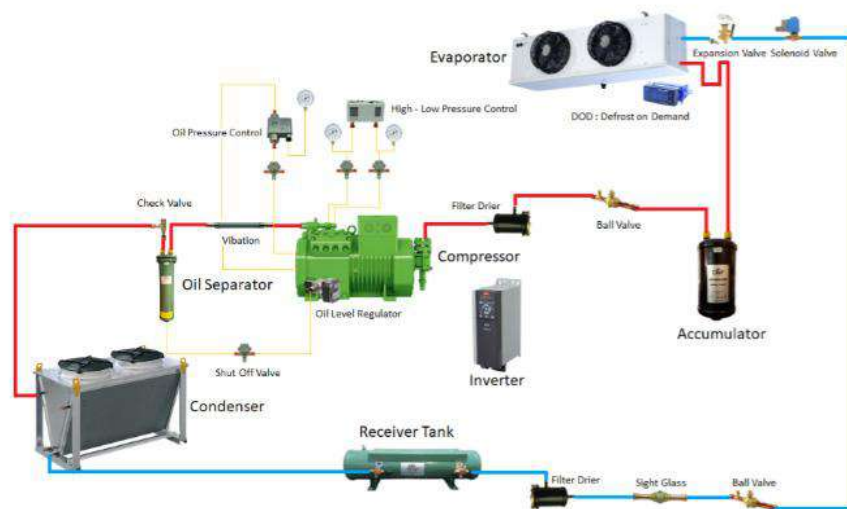 Evaporator
Expansion Valve
Solenoid Valve
DOD : Defrost on Demand
High - Low Pressure Control
Oil Pressure Control
Check Valve
Vibation
Filter Drier
Ball Valve
Compressor
Oil Separator
Oil Level Regulator
Accumulator
Inverter
Shut Off Valve
Condenser
Receiver Tank
Filter Drier
Sight Glass
Ball Valve